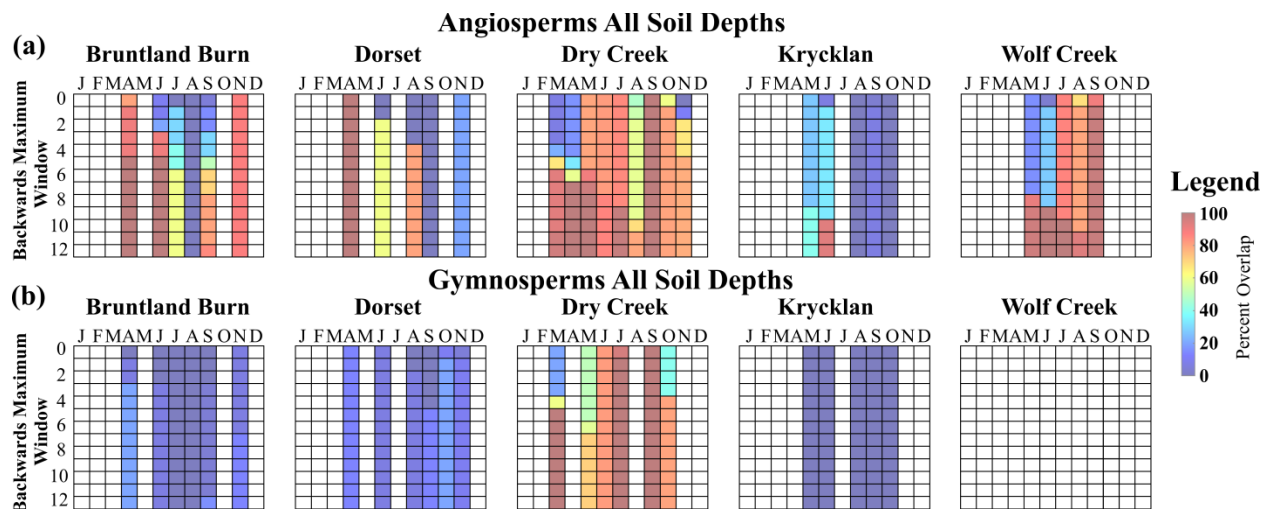 Angiosperms All Soil Depths
(a)
Bruntland Burn Dorset Dry Creek Krycklan Wolf Creek
J F M A M J J A S O N D J F M A M J J A S O N D J F M A M J J A S O N D J F M A M J J A S O N D J F M A M J J A S O N D
Backwards Maximum
Window
0
2
4
6
8
10
12
Legend
100
80
60
40
20
0
Percent Overlap
Gymnosperms All Soil Depths
(b)
Bruntland Burn Dorset Dry Creek Krycklan Wolf Creek
J F M A M J J A S O N D J F M A M J J A S O N D J F M A M J J A S O N D J F M A M J J A S O N D J F M A M J J A S O N D
Backwards Maximum
Window
0
2
4
6
8
10
12